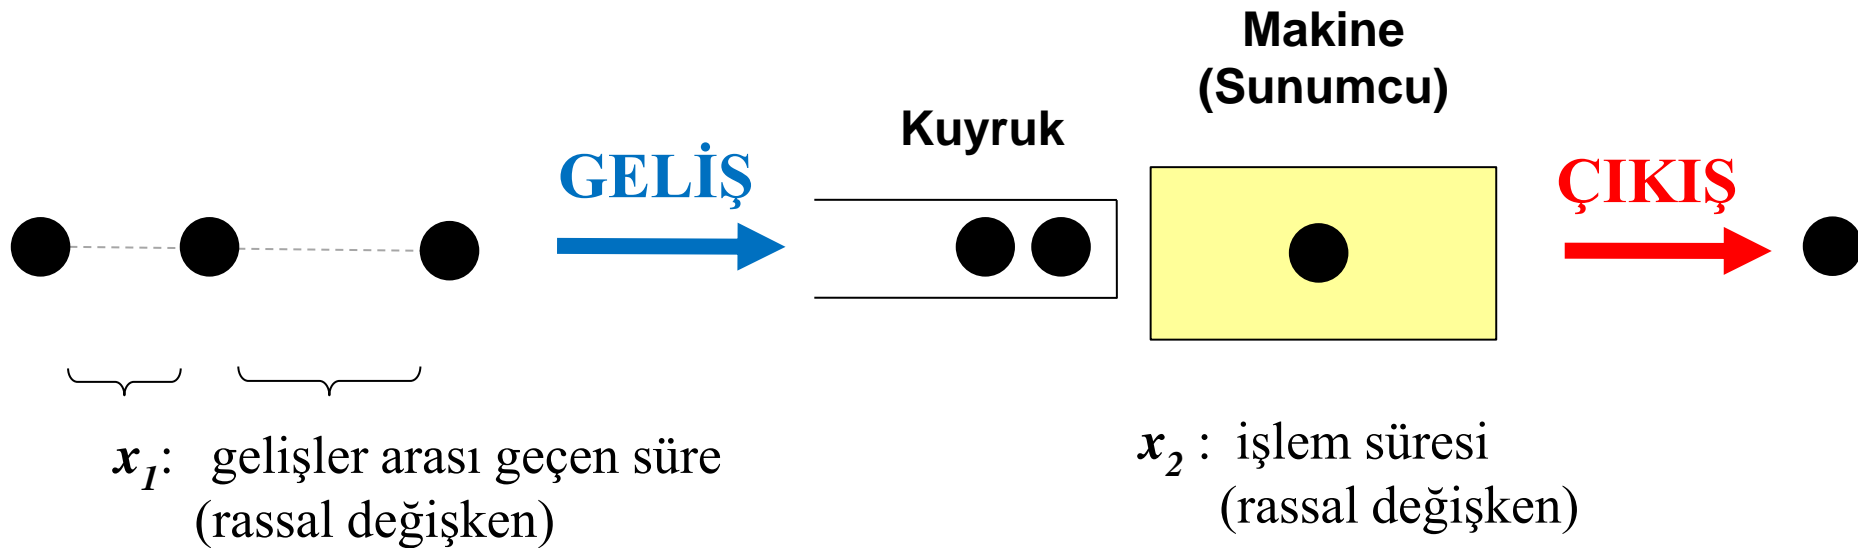 Makine
(Sunumcu)
Kuyruk
GELİŞ
ÇIKIŞ
x1: gelişler arası geçen süre
(rassal değişken)
x2 : işlem süresi
(rassal değişken)